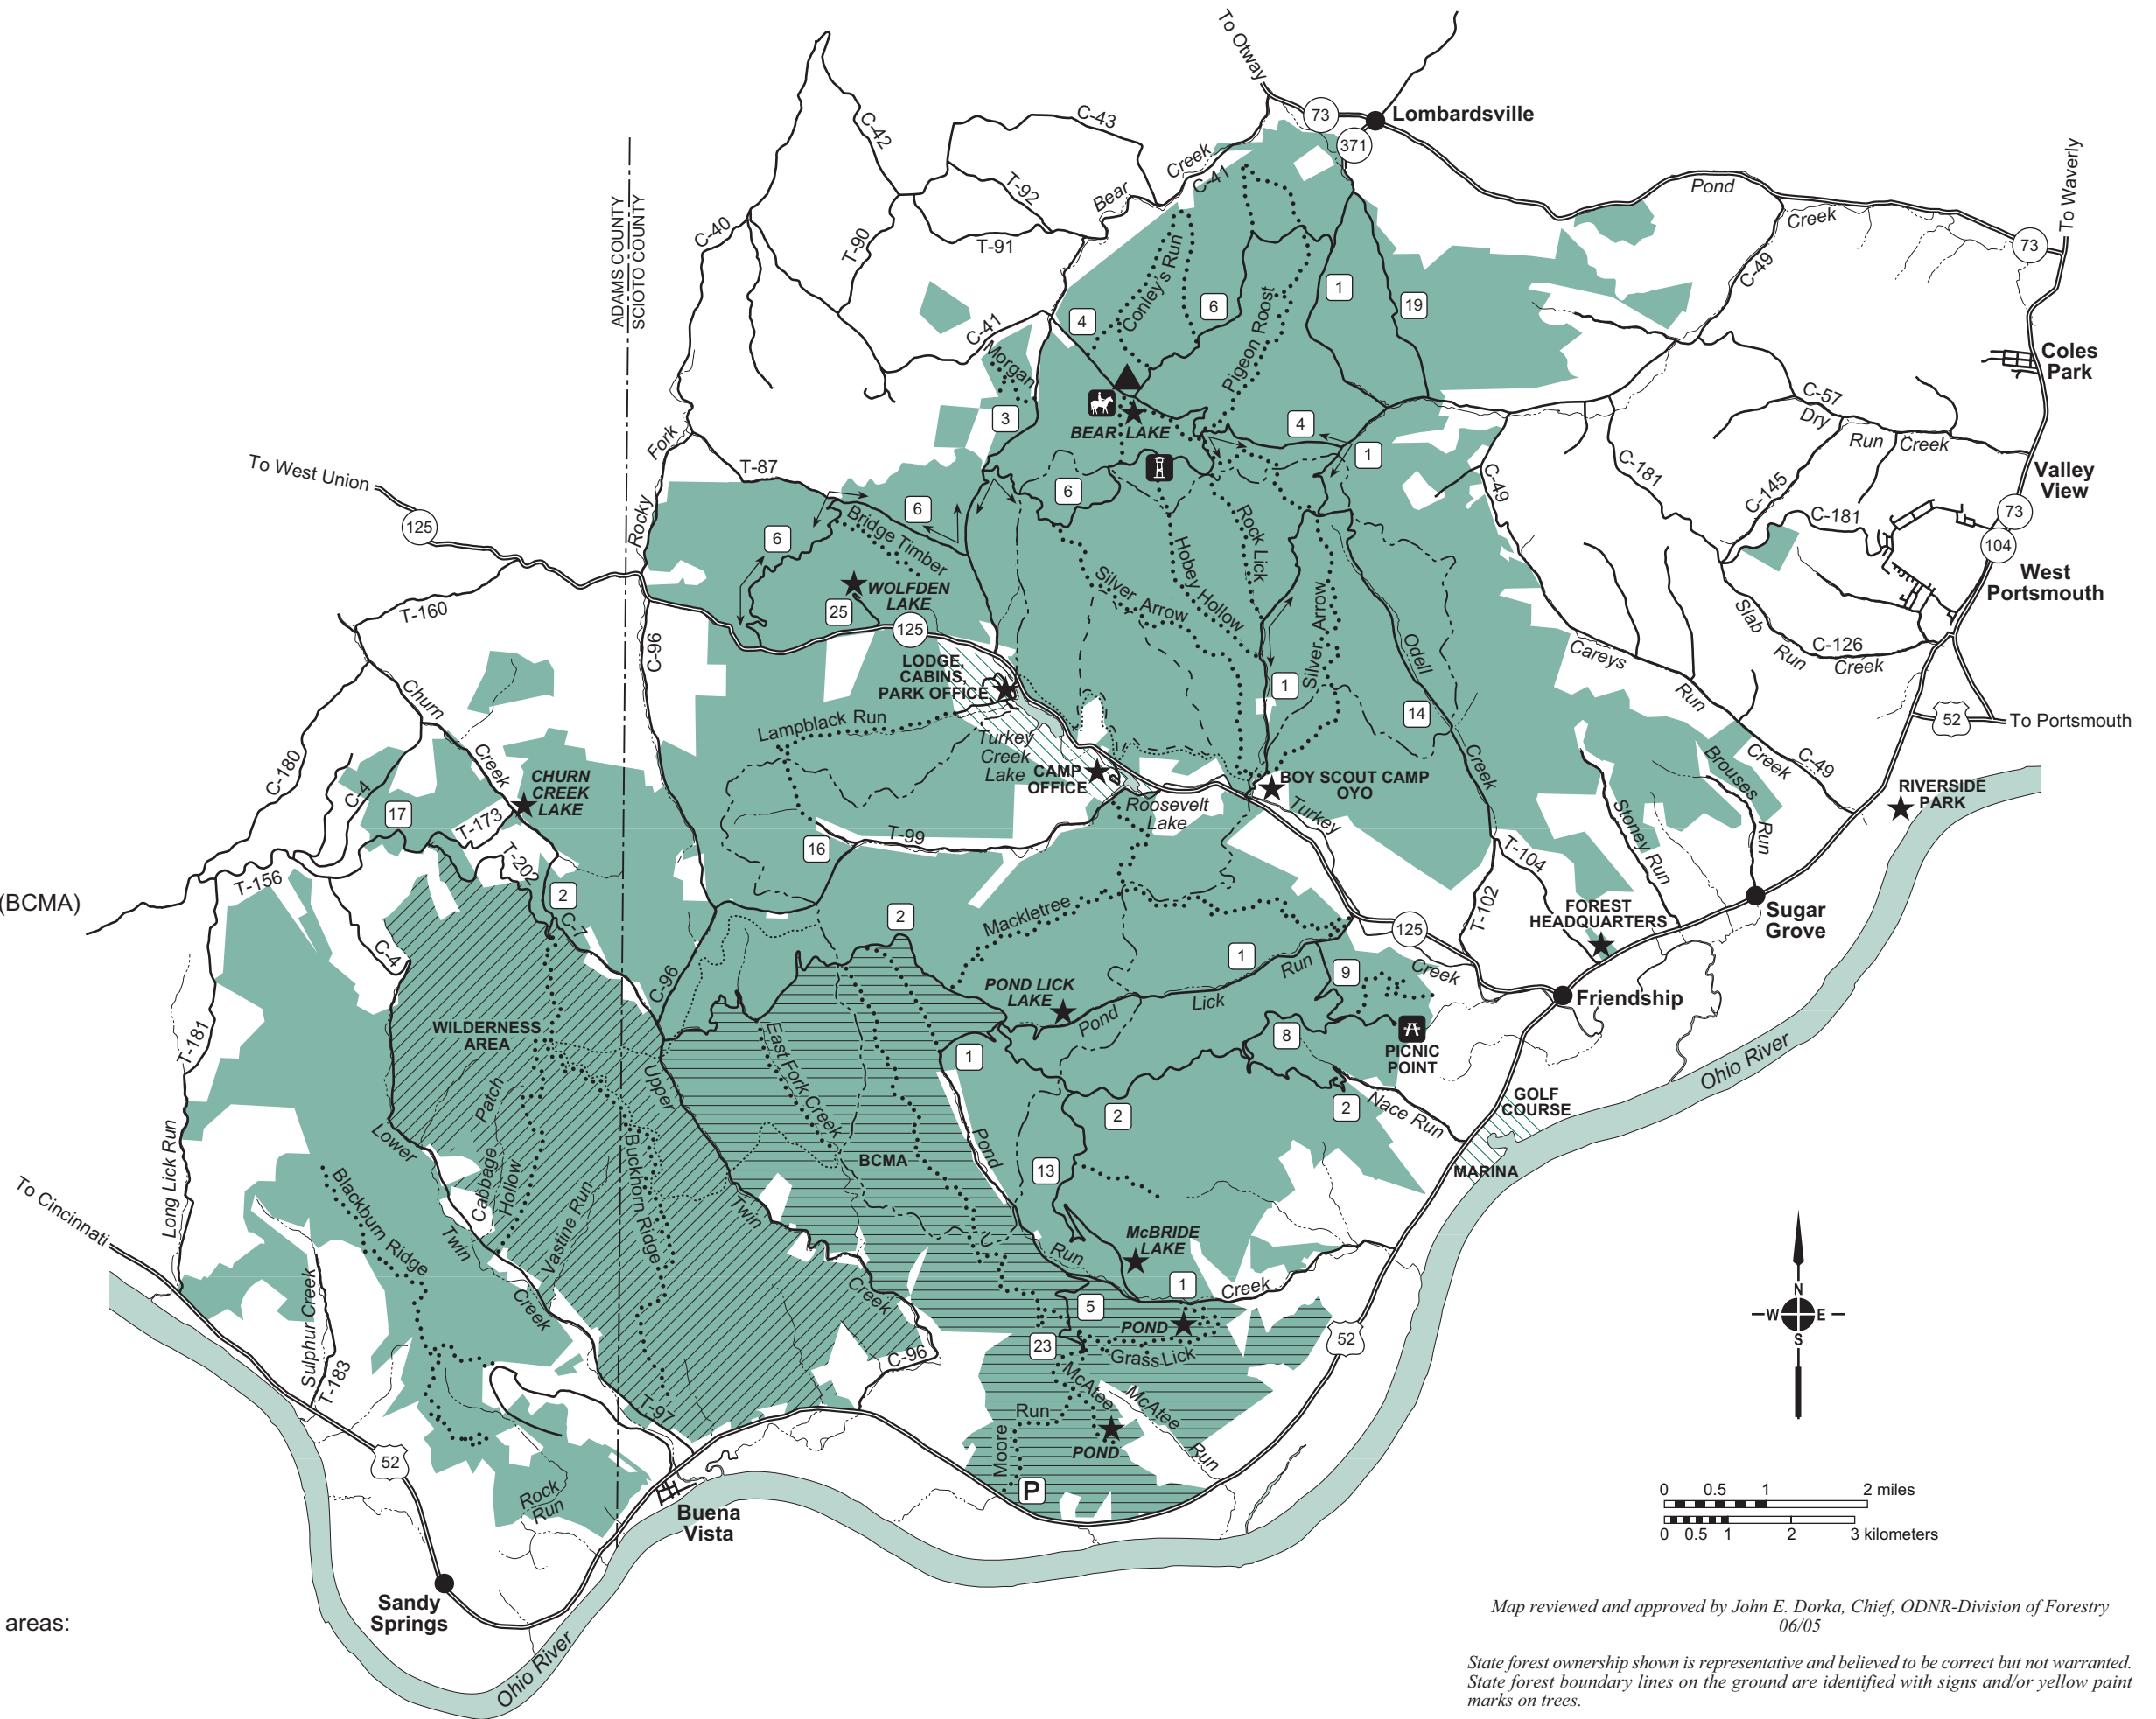 To Otway
73
Lombardsville
371
C-43
C-42
Creek
C-41
Bear
T-92
T-91
T-90
C-40
ADAMS COUNTY
SCIOTO COUNTY
Pond
Creek
To Waverly
73
C-49
Conley's Run
6
1
19
4
Pigeon Roost
C-41
Morgan
3
Coles
Park
C-57
Dry
Run
Creek
BEAR LAKE
4
1
Fork
T-87
To West Union
125
Rocky
6
6
6
Bridge Timber
Valley
View
C-49
C-181
C-145
C-181
73
104
West
Portsmouth
Rock Lick
Hobey Hollow
Silver Arrow
Silver Arrow
WOLFDEN
LAKE
25
125
T-160
C-96
Odell
Slab
Run
C-126
Creek
Careys
Run
LODGE,
CABINS,
PARK OFFICE
1
14
52
To Portsmouth
Churn
Creek
Lampblack Run
Turkey
Creek
Lake
CAMP
OFFICE
Creek
Brouses
Creek
C-49
C-180
C-4
CHURN
CREEK
LAKE
BOY SCOUT CAMP
OYO
RIVERSIDE
PARK
Roosevelt
Lake
Turkey
17
T-173
T-99
16
Stoney Run
Run
T-104
T-202
T-156
(BCMA)
2
C-7
2
Mackletree
T-102
FOREST
HEADQUARTERS
Sugar
Grove
125
C-4
C-96
1
Run
9
Creek
POND LICK
LAKE
Pond
Lick
Friendship
WILDERNESS
AREA
T-181
East Fork Creek
1
8
PICNIC
POINT
Ohio River
Upper
Patch
Cabbage
Hollow
Nace Run
2
2
GOLF
COURSE
Long Lick Run
Lower
Buckhorn Ridge
BCMA
Pond
13
MARINA
To Cincinnati
Blackburn Ridge
Twin
Vastine Run
Twin
McBRIDE
LAKE
Run
1
Creek
N
W
E
S
Sulphur Creek
Creek
Creek
5
POND
23
Grass Lick
52
C-96
T-183
McAtee
McAtee
Run
T-97
Run
Moore
POND
52
P
Rock
Run
Buena
Vista
0
0.5
1
2 miles
0
0.5
1
2
3 kilometers
Sandy
Springs
areas:
Ohio River
Map reviewed and approved by John E. Dorka, Chief, ODNR-Division of Forestry
06/05
State forest ownership shown is representative and believed to be correct but not warranted.
State forest boundary lines on the ground are identified with signs and/or yellow paint
marks on trees.